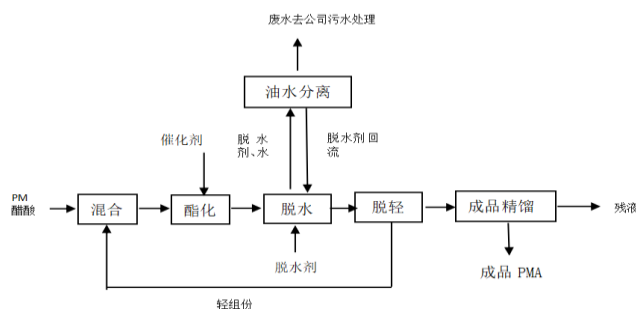 废水去公司污水处理
油水分离
催化剂
脱 水
剂、水
脱水剂回
流
PM
醋酸
混合
酯化
脱水
脱轻
成品精馏
残液
脱水剂
成品 PMA
轻组份